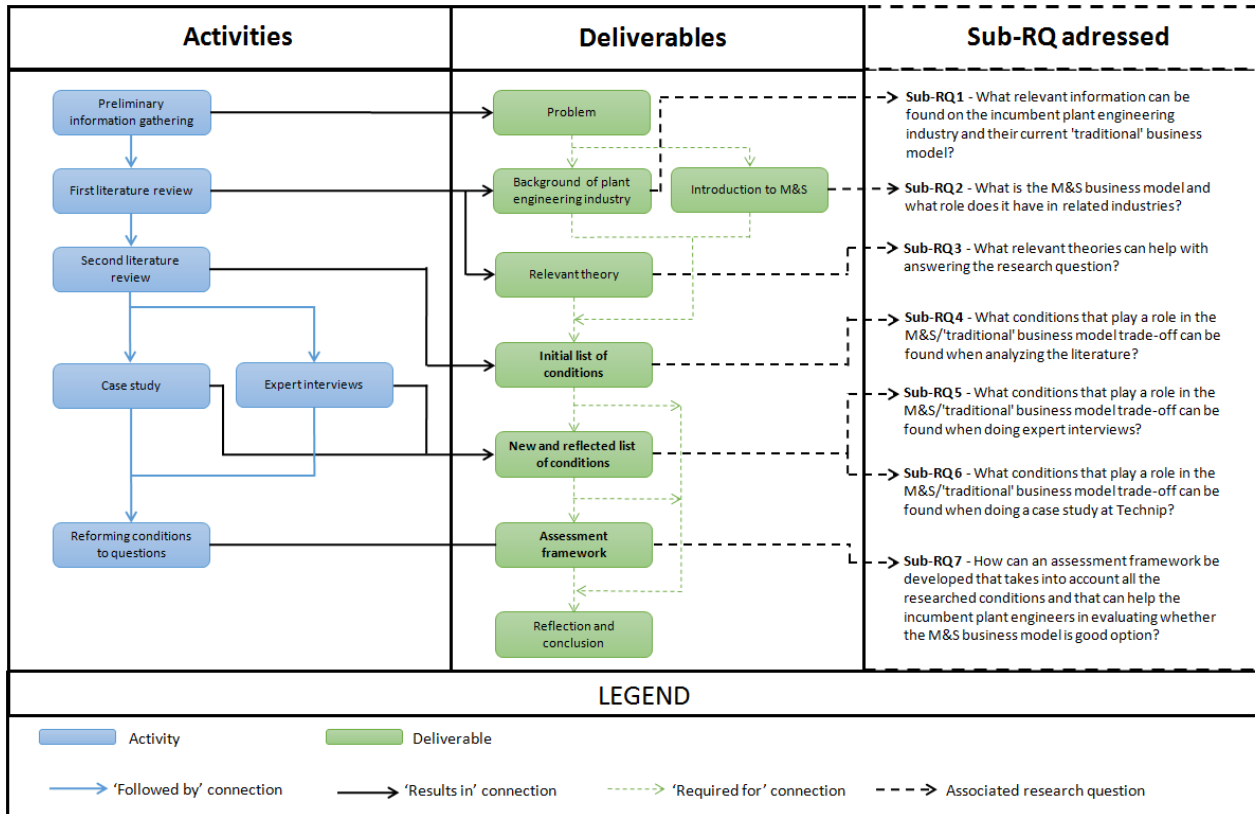 Activities
Deliverables
Sub-RQ adressed
Preliminary
information gathering
First literature review
Second literature
review
Case study
Expert interviews
Reforming conditions
to questions
Problem
Background of plant
engineering industry
Introduction to M&S
Relevant theory
Initial list of
conditions
New and reflected list
of conditions
Assessment
framework
Reflection and
conclusion
Sub-RQ1 - What relevant information can be
found on the incumbent plant engineering
industry and their current 'traditional' business
model?
Sub-RQ2 - What is the M&S business model and
what role does it have in related industries?
Sub-RQ3 - What relevant theories can help with
answering the research question?
Sub-RQ4 - What conditions that play a role in the
M&S/'traditional' business model trade-off can be
found when analyzing the literature?
Sub-RQ5 - What conditions that play a role in the
M&S/'traditional' business model trade-off can be
found when doing expert interviews?
Sub-RQ6 - What conditions that play a role in the
M&S/'traditional' business model trade-off can be
found when doing a case study at Technip?
Sub-RQ7 - How can an assessment framework be
developed that takes into account all the
researched conditions and that can help the
incumbent plant engineers in evaluating whether
the M&S business model is good option?
LEGEND
Activity
Deliverable
‘Followed by’ connection
‘Results in’ connection
‘Required for’ connection
Associated research question